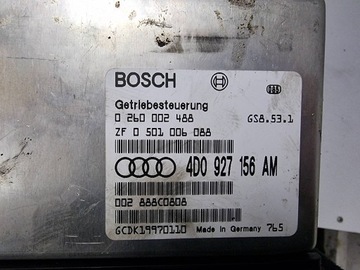 BOSCH
Getriebesteuerung
0 260 002 488 GS8.53.1
ZF 0 501 006 088
4D0 927 156 AM
002 888C0808
GCDK19970110 Made in Germany 765